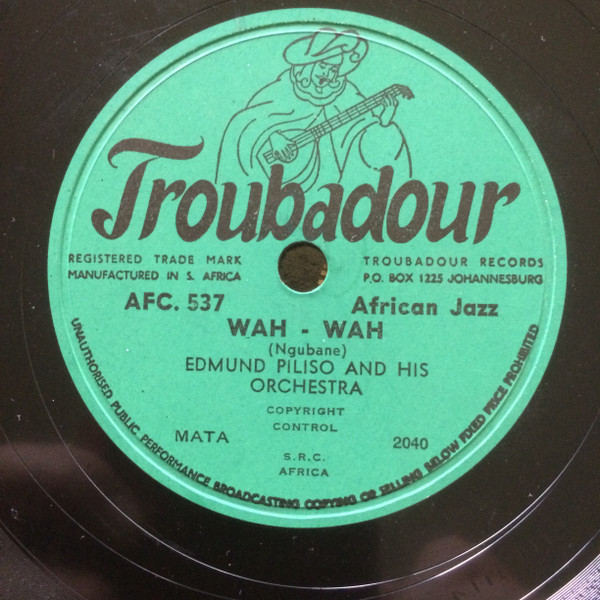 Troubadour
REGISTERED TRADE MARK
MANUFACTURED IN S. AFRICA
TROUBADOUR RECORDS
P.O. BOX 1225 JOHANNESBURG
AFC. 537
African Jazz
WAH - WAH
(Ngubane)
EDMUND PILISO AND HIS
ORCHESTRA
COPYRIGHT
CONTROL
MATA
2040
S.R.C.
AFRICA
UNAUTHORISED PUBLIC PERFORMANCE BROADCASTING COPYING OR SELLING BELOW FIXED PRICE PROHIBITED